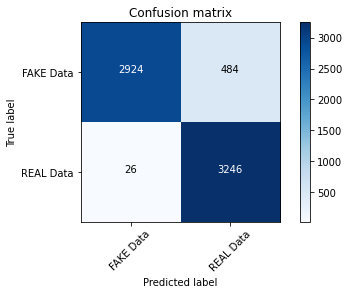 Confusion matrix
True label
FAKE Data
2924
484
REAL Data
26
3246
FAKE Data
REAL Data
Predicted label
3000
2500
2000
1500
1000
500